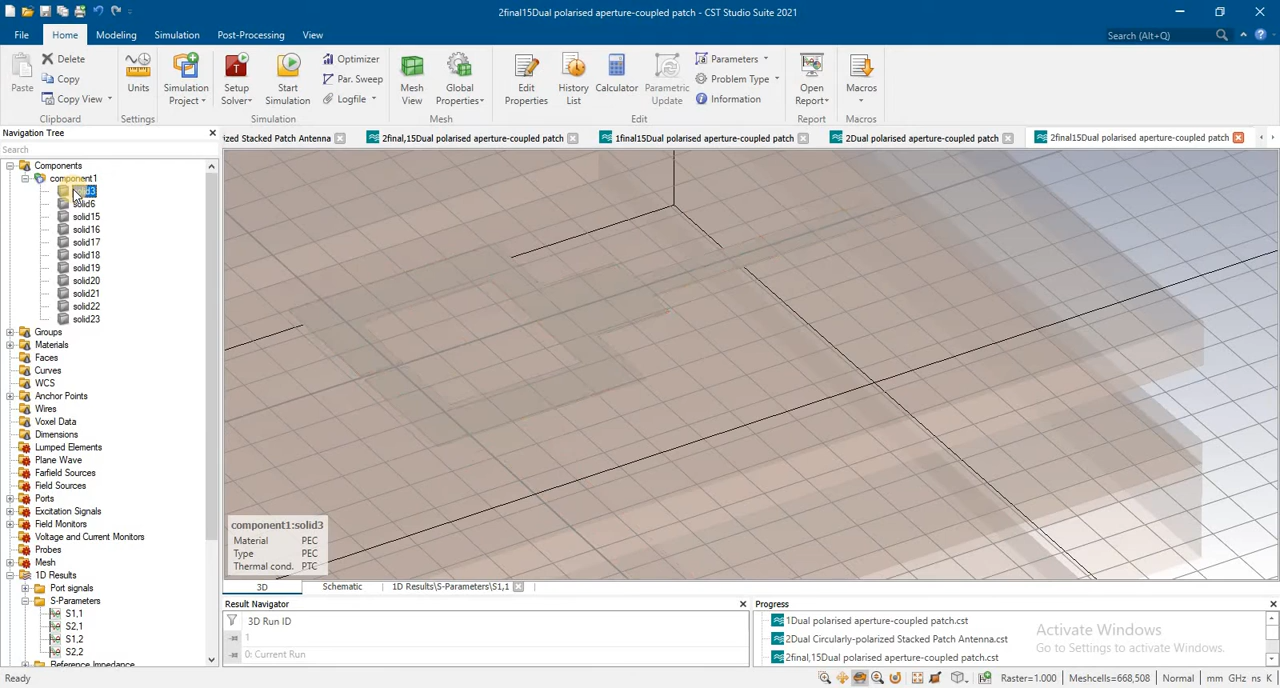 2final15Dual polarised aperture-coupled patch - CST Studio Suite 2021
File Home Modeling Simulation Post-Processing View Search (Alt+Q)
Paste Delete Copy Copy View Clipboard
Units Settings
Simulation Project Setup Solver Start Simulation Optimizer Par. Sweep Logfile Simulation
Mesh View Global Properties Mesh
Edit Properties History List Calculator Parametric Update Parameters Problem Type Information Edit
Open Report Report
Macros Macros
Navigation Tree
Search
zed Stacked Patch Antenna 2final,15Dual polarised aperture-coupled patch 1final15Dual polarised aperture-coupled patch 2Dual polarised aperture-coupled patch 2final15Dual polarised aperture-coupled patch
Components
component1
solid6
solid15
solid16
solid17
solid18
solid19
solid20
solid21
solid22
solid23
Groups
Materials
Faces
Curves
WCS
Anchor Points
Wires
Voxel Data
Dimensions
Lumped Elements
Plane Wave
Farfield Sources
Field Sources
Ports
Excitation Signals
Field Monitors
Voltage and Current Monitors
Probes
Mesh
1D Results
Port signals
S-Parameters
S1,1
S2,1
S1,2
S2,2
Reference Impedance
component1:solid3
Material PEC
Type PEC
Thermal cond. PTC
3D Schematic 1D Results\S-Parameters\S1,1
Result Navigator
3D Run ID
1
0: Current Run
Progress
1Dual polarised aperture-coupled patch.cst
2Dual Circularly-polarized Stacked Patch Antenna.cst
2final,15Dual polarised aperture-coupled patch.cst
Activate Windows
Go to Settings to activate Windows.
Ready Raster=1.000 Meshcells=668,508 Normal mm GHz ns K